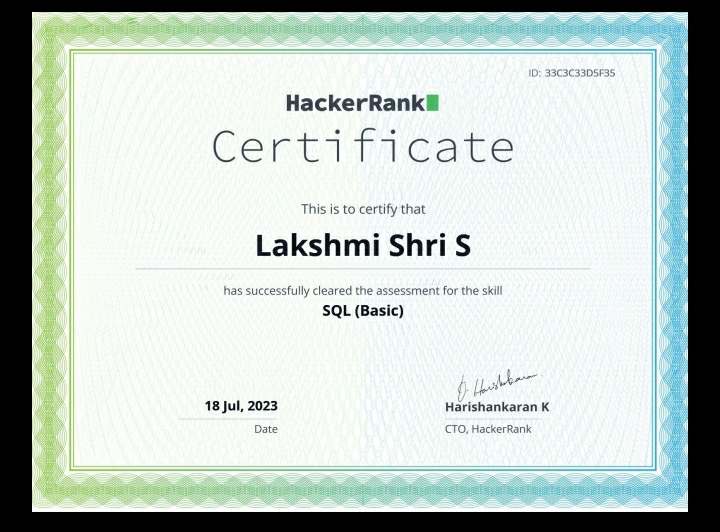 ID: 33C3C33D5F35
HackerRank
Certificate
This is to certify that
Lakshmi Shri S
has successfully cleared the assessment for the skill
SQL (Basic)
D. Harishankaran
18 Jul, 2023
Harishankaran K
Date
CTO, HackerRank